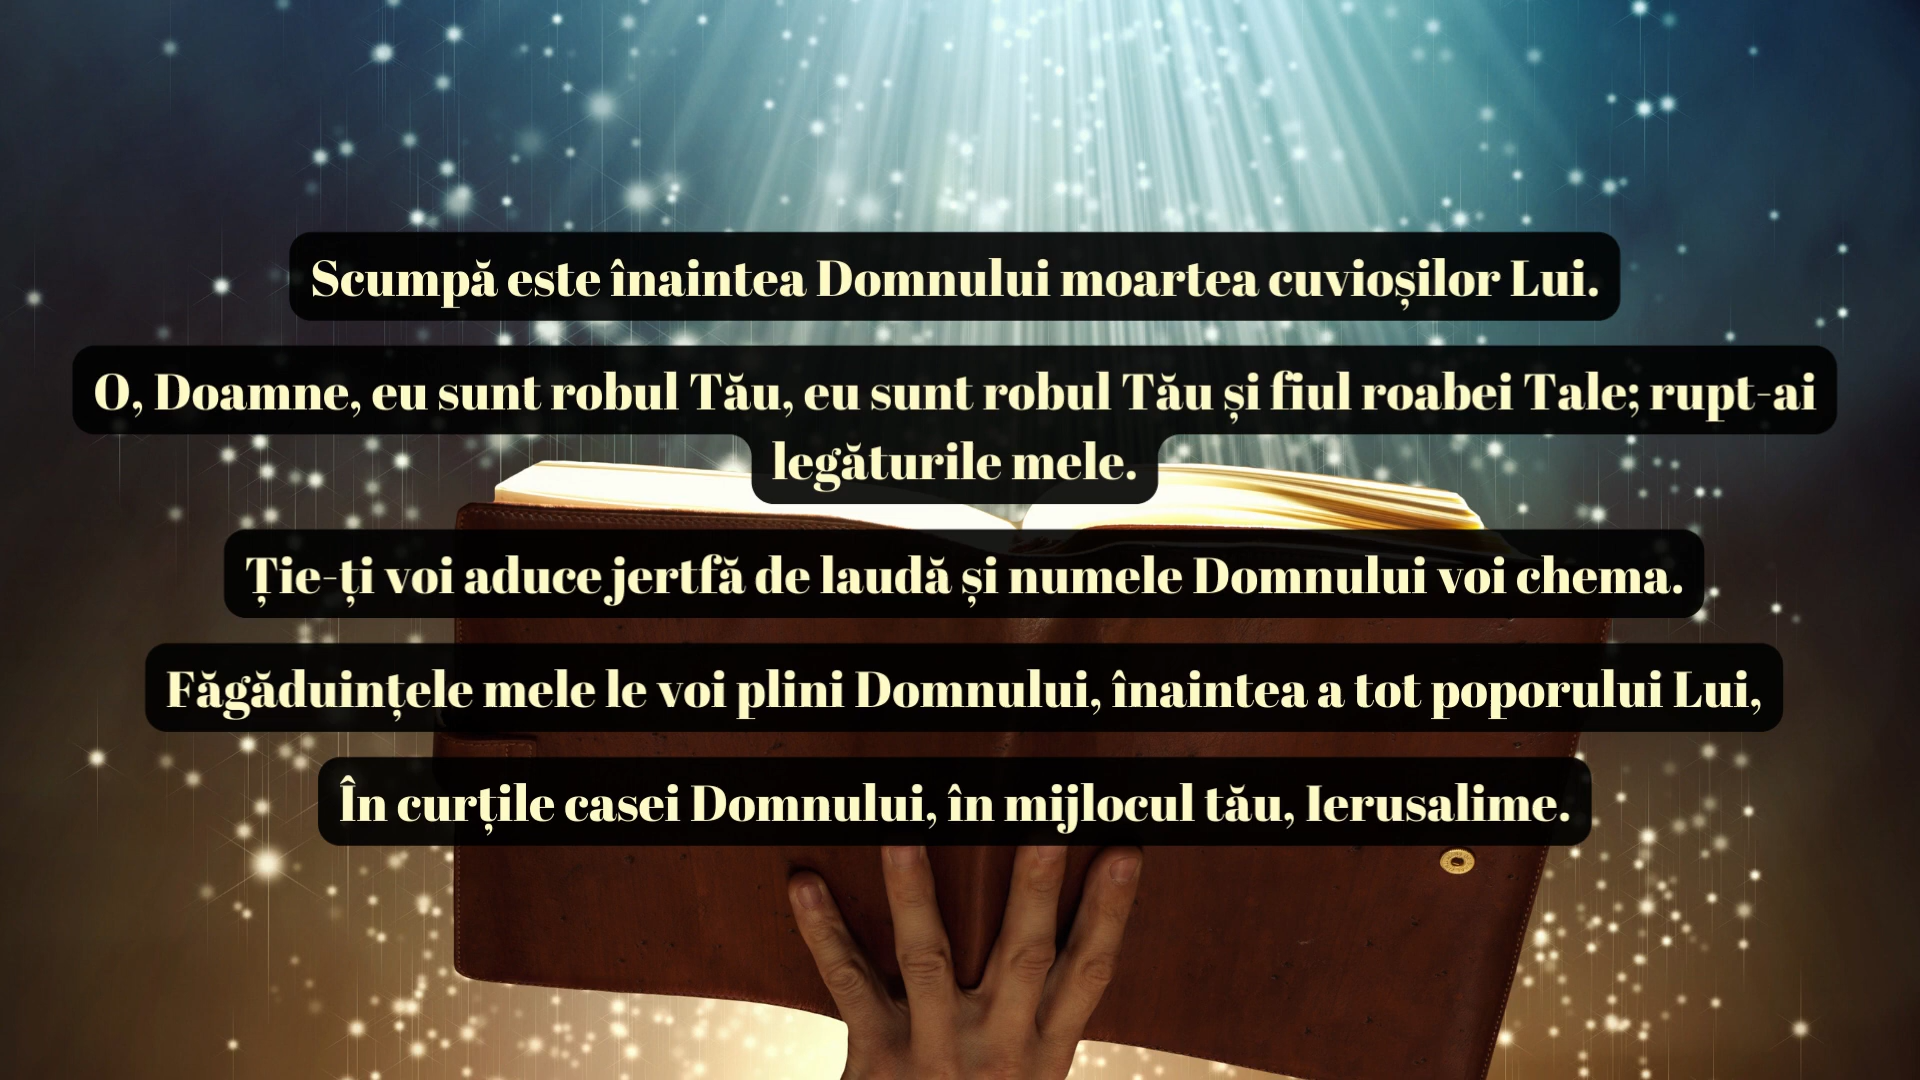 Scumpă este înaintea Domnului moartea cuvioșilor Lui.
O, Doamne, eu sunt robul Tău, eu sunt robul Tău și fiul roabei Tale; rupt-ai
legăturile mele.
Ție-ți voi aduce jertfă de laudă și numele Domnului voi chema.
Făgăduințele mele le voi plini Domnului, înaintea a tot poporului Lui,
În curțile casei Domnului, în mijlocul tău, Ierusalime.